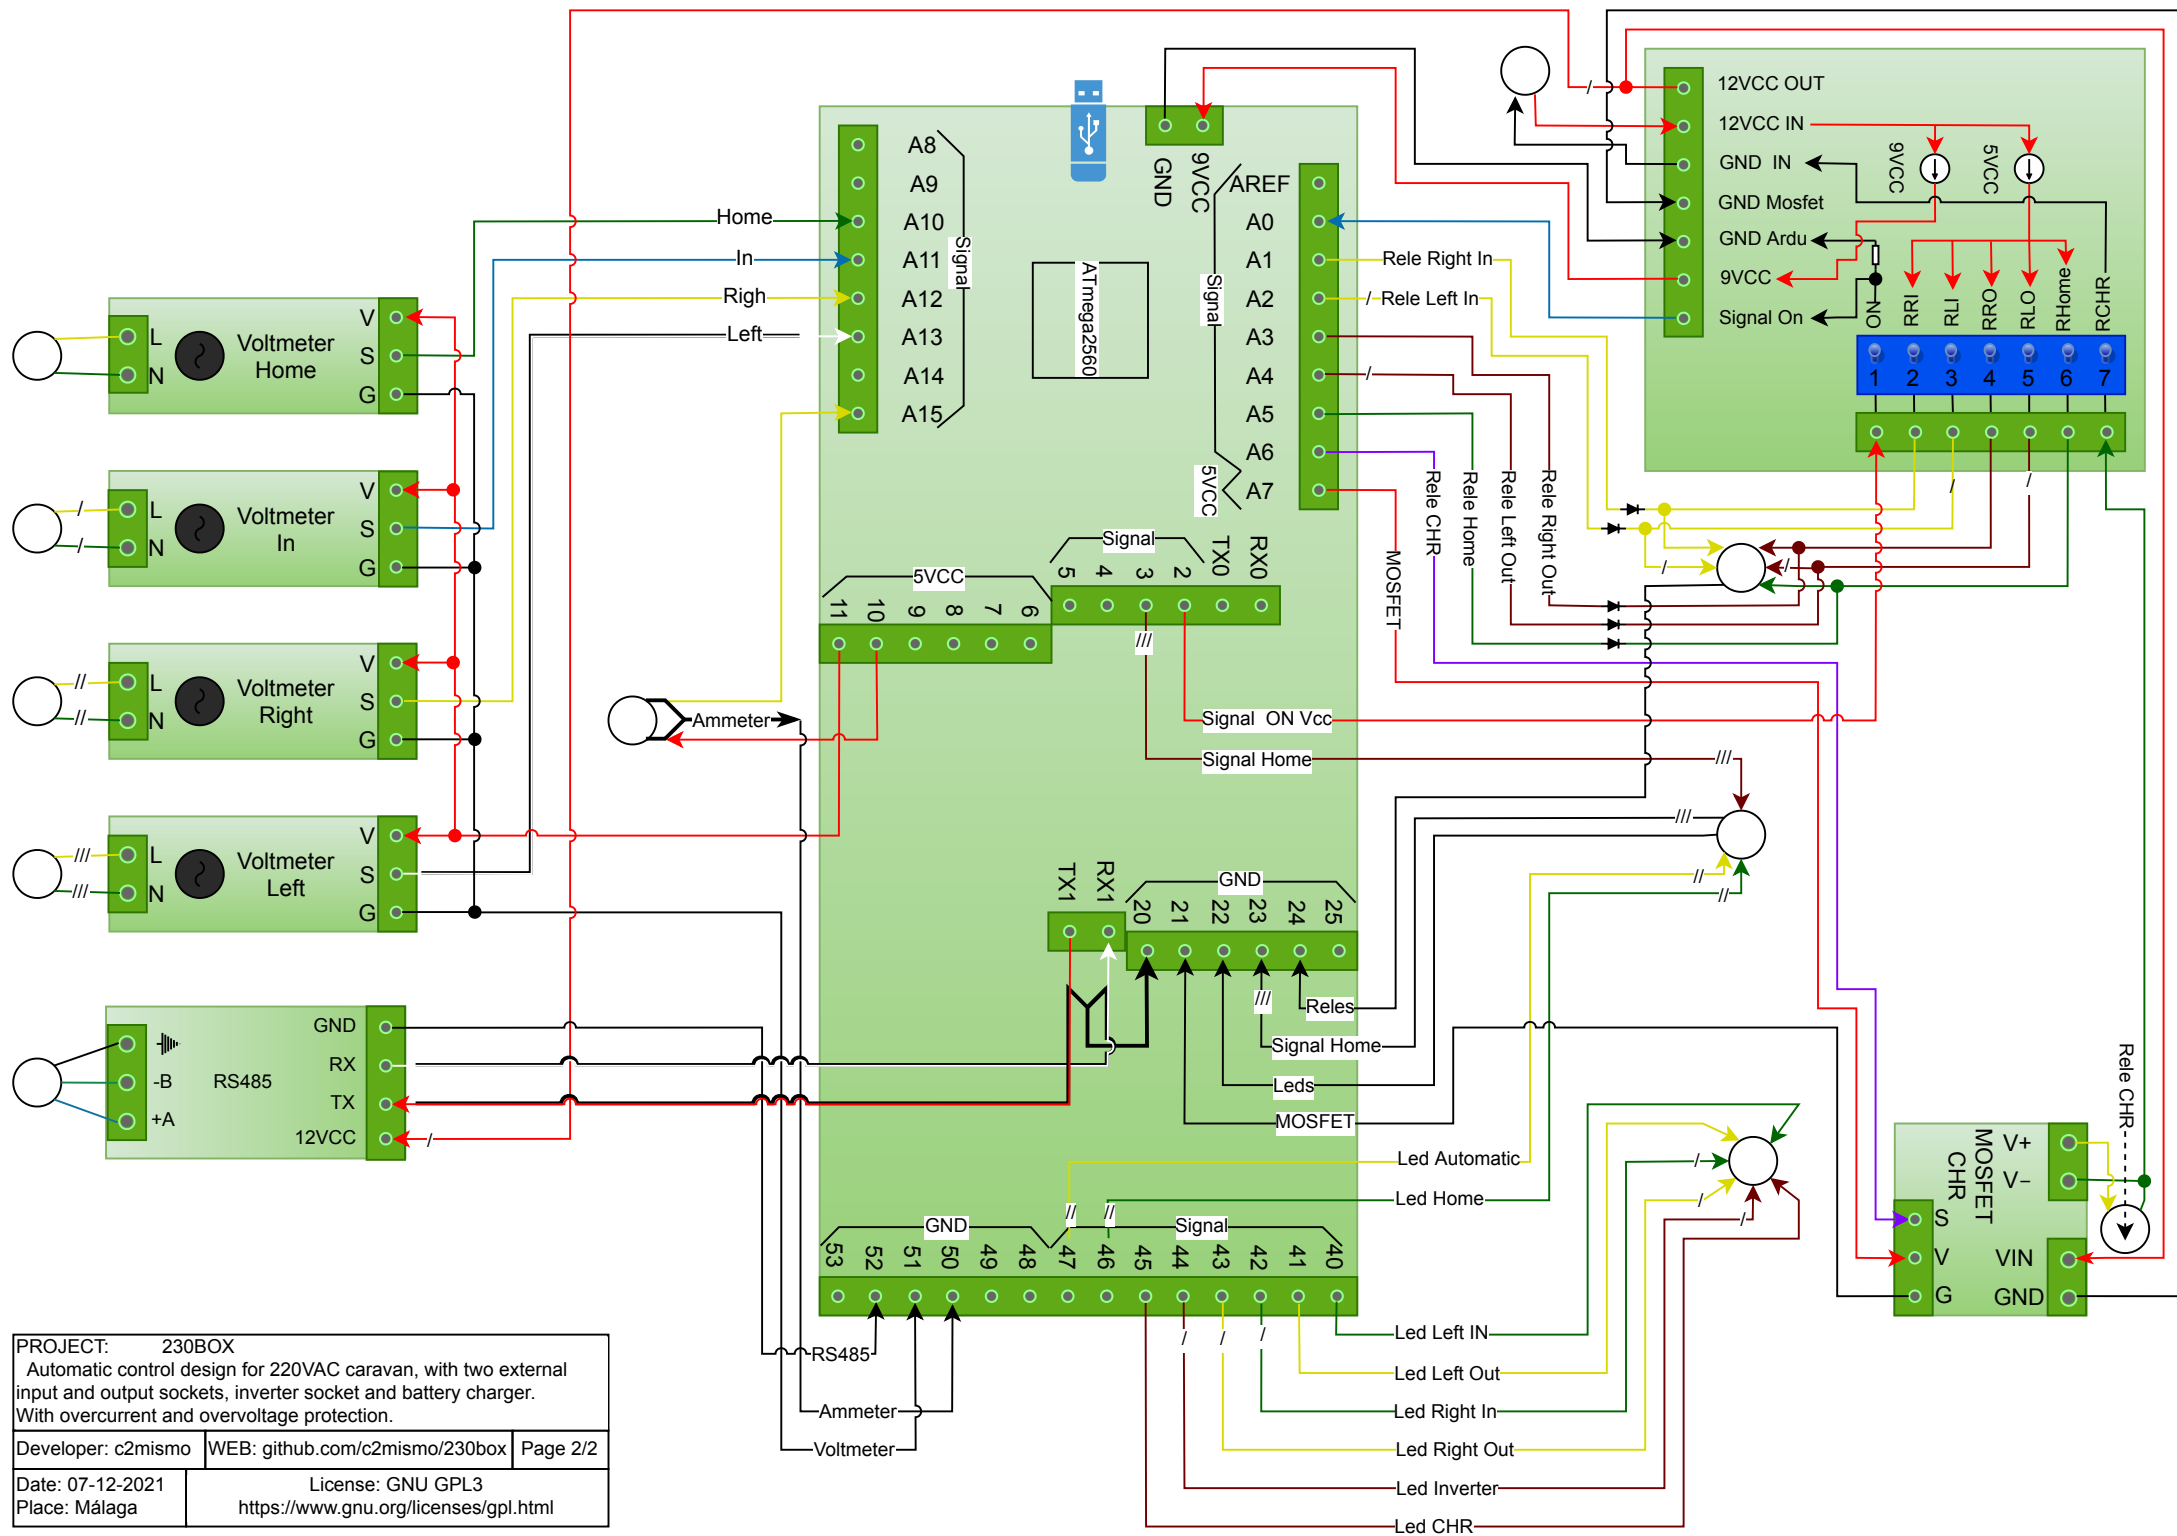 12VCC OUT
12VCC IN
GND IN
GND Mosfet
GND Ardu
9VCC
Signal On
9VCC
5VCC
ON
RRI
RLI
RRO
RLO
RHome
RCHR
1 2 3 4 5 6 7
GND
9VCC
A8
A9
A10
A11
A12
A13
A14
A15
Signal
Home
In
Righ
Left
ATmega2560
AREF
A0
A1
A2
A3
A4
A5
A6
A7
Signal
5VCC
Rele Right In
/ Rele Left In
/
Rele CHR
Rele Home
Rele Left Out
Rele Right Out
MOSFET
L
N
Voltmeter
Home
V
S
G
/
/
L
N
Voltmeter
In
V
S
G
//
//
L
N
Voltmeter
Right
V
S
G
///
///
L
N
Voltmeter
Left
V
S
G
5VCC
11 10 9 8 7 6
Signal
5 4 3 2 TX0 RX0
///
Ammeter
Signal ON Vcc
Signal Home
///
///
//
//
TX1 RX1
GND
20 21 22 23 24 25
///
Reles
Signal Home
Leds
MOSFET
GND
RX
TX
12VCC
-B
+A
RS485
/
Led Automatic
Led Home
//
//
GND
Signal
53 52 51 50 49 48 47 46 45 44 43 42 41 40
/
/
/
RS485
Ammeter
Voltmeter
Led Left IN
Led Left Out
Led Right In
Led Right Out
Led Inverter
Led CHR
/
/
/
Rele CHR
MOSFET
CHR
V+
V−
S
V
G
VIN
GND
PROJECT: 230BOX
Automatic control design for 220VAC caravan, with two external
input and output sockets, inverter socket and battery charger.
With overcurrent and overvoltage protection.
Developer: c2mismo
WEB: github.com/c2mismo/230box
Page 2/2
Date: 07-12-2021
Place: Málaga
License: GNU GPL3
https://www.gnu.org/licenses/gpl.html